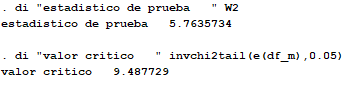 . di "estadistico de prueba   " W2
estadistico de prueba   5.7635734
. di "valor critico   " invchi2tail(e(df_m),0.05)
valor critico   9.487729